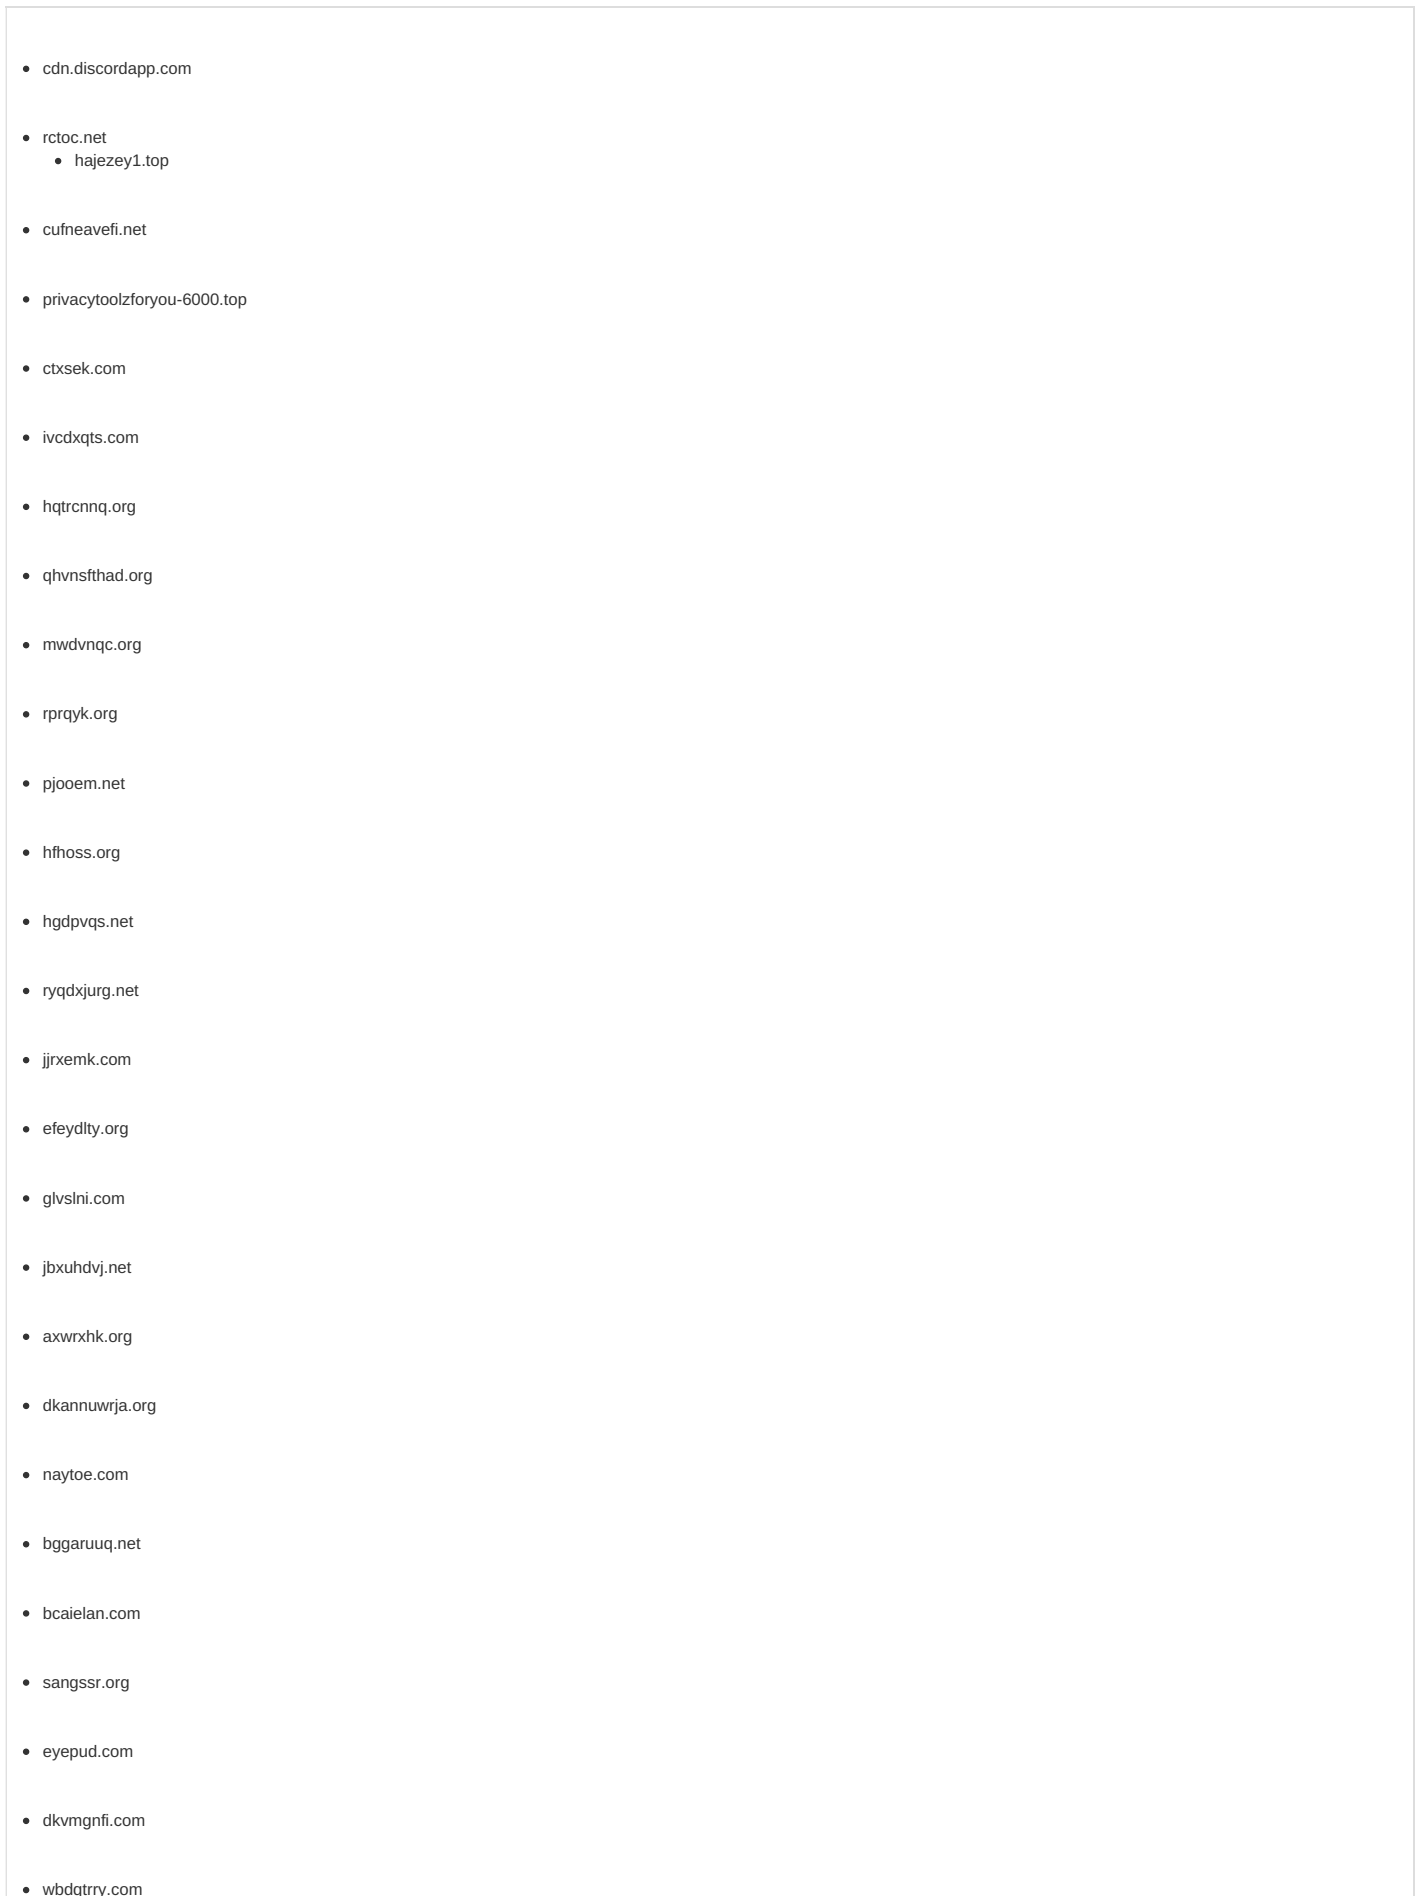 cdn.discordapp.com
rctoc.net
hajezey1.top
cufneavefi.net
privacytoolzforyou-6000.top
ctxsek.com
ivcdxqts.com
hqtrcnnq.org
qhvnsfthad.org
mwdvnqc.org
rprqyk.org
pjooem.net
hfhoss.org
hgdpvqs.net
ryqdxjurg.net
jjrxemk.com
efeydlty.org
glvslni.com
jbxuhdvj.net
axwrxhk.org
dkannuwrja.org
naytoe.com
bggaruuq.net
bcaielan.com
sangssr.org
eyepud.com
dkvmgnfi.com